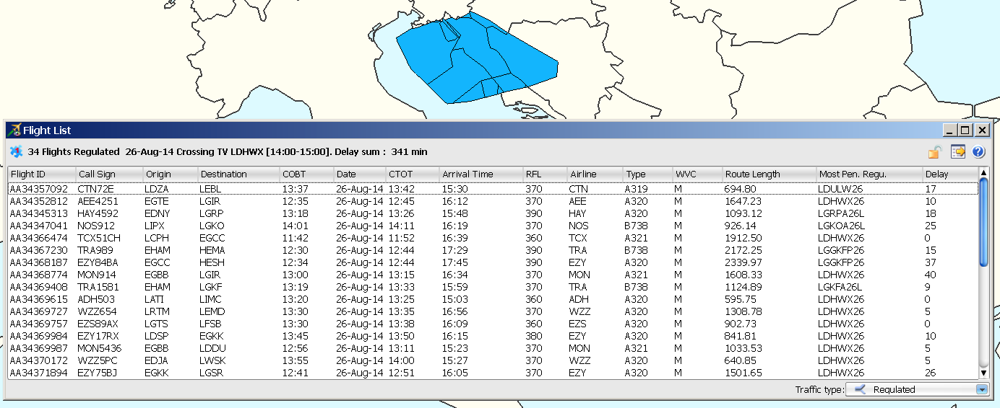 Flight List
34 Flights Regulated 26-Aug-14 Crossing TV LDHWX [14:00-15:00]. Delay sum : 341 min
Flight ID Call Sign Origin Destination COBT Date CTOT Arrival Time RFL Airline Type WVC Route Length Most Pen. Regu. Delay
AA34357092 CTN72E LDZA LEBL 13:37 26-Aug-14 13:42 15:30 370 CTN A319 M 694.80 LDULW26 17
AA34352812 AEE4251 EGTE LGIR 12:35 26-Aug-14 12:45 16:12 370 AEE A320 M 1647.23 LDHWX26 10
AA34345313 HAY4592 EDNY LGRP 13:18 26-Aug-14 13:26 15:48 390 HAY A320 M 1093.12 LGRPA26L 18
AA34347041 NOS912 LIPX LGKO 14:01 26-Aug-14 14:11 16:19 370 NOS B738 M 926.14 LGKOA26L 25
AA34366474 TCX51CH LCPH EGCC 11:42 26-Aug-14 11:52 16:39 360 TCX A321 M 1912.50 LDHWX26 0
AA34367230 TRA989 EHAM HEMA 12:30 26-Aug-14 12:44 17:29 390 TRA B738 M 2172.25 LGGKFP26 15
AA34368187 EZY84BA EGCC HESH 12:34 26-Aug-14 12:44 17:45 390 EZY A320 M 2339.97 LGGKFP26 37
AA34368774 MON914 EGBB LGIR 13:00 26-Aug-14 13:15 16:34 370 MON A321 M 1608.33 LDHWX26 40
AA34369408 TRA1581 EHAM LGKF 13:19 26-Aug-14 13:33 15:59 370 TRA B738 M 1124.89 LGKFA26L 9
AA34369615 ADH503 LATI LIMC 13:20 26-Aug-14 13:25 15:03 360 ADH A320 M 595.75 LDHWX26 0
AA34369727 WZZ654 LRTM LEMD 13:30 26-Aug-14 13:35 16:56 370 WZZ A320 M 1308.78 LDHWX26 5
AA34369757 EZS89AX LGTS LFSB 13:30 26-Aug-14 13:38 16:09 360 EZS A320 M 902.73 LDHWX26 0
AA34369984 EZY17RX LDSP EGKK 13:45 26-Aug-14 13:50 16:15 380 EZY A320 M 841.81 LDHWX26 10
AA34369987 MON5436 EGBB LDDU 12:56 26-Aug-14 13:11 15:23 370 MON A321 M 1033.53 LDHWX26 5
AA34370172 WZZ5PC EDJA LWSK 13:55 26-Aug-14 14:00 15:27 370 WZZ A320 M 640.85 LDHWX26 5
AA34371894 EZY75BJ EGKK LGSR 12:41 26-Aug-14 12:51 16:05 370 EZY A320 M 1501.65 LDHWX26 26
Traffic type: Regulated